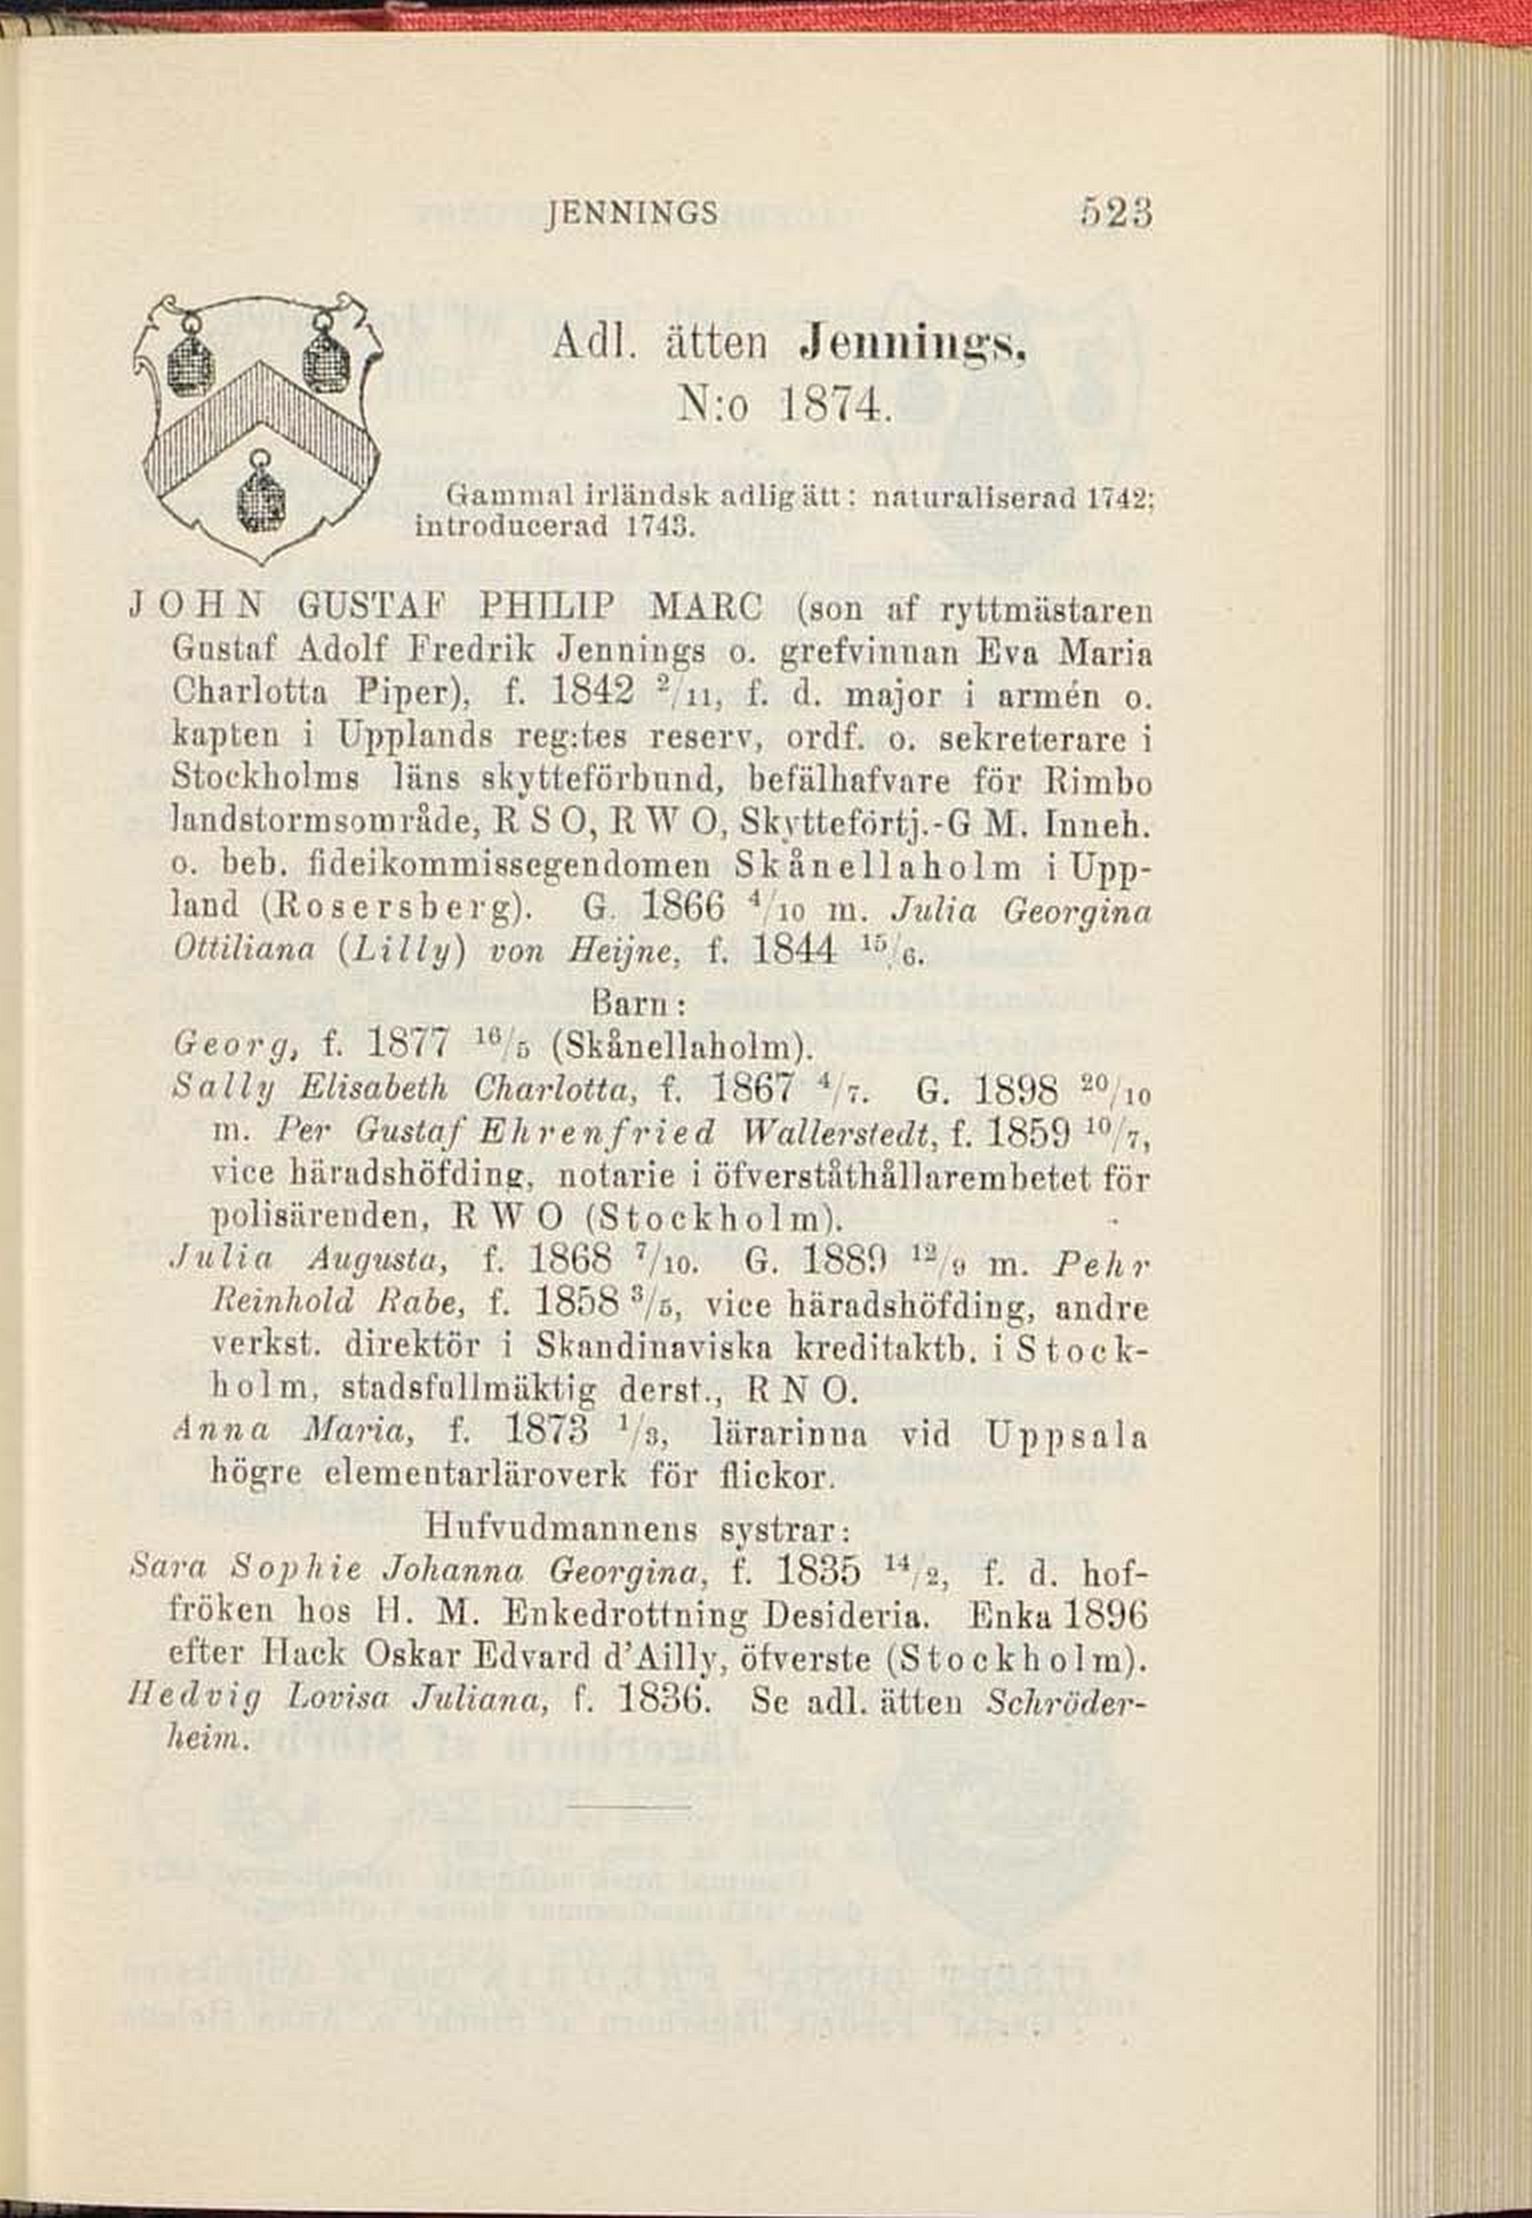 JENNINGS 523
Adl. ätten Jennings,
N:o 1874.
Gammal irländsk adlig ätt: naturaliserad 1742;
introducerad 1743.
JOHN GUSTAF PHILIP MARC (son af ryttmästaren
Gustaf Adolf Fredrik Jennings o. grefvinnan Eva Maria
Charlotta Piper), f. 1842 2/11, f. d. major i armén o.
kapten i Upplands reg:tes reserv, ordf. o. sekreterare i
Stockholms läns skytteförbund, befälhafvare för Rimbo
landstormsområde, R S O, R W O, Skytteförtj.-G M. Inneh.
o. beb. fideikommissegendomen Skånellaholm i Upp-
land (Rosersberg). G. 1866 4/10 m. Julia Georgina
Ottiliana (Lilly) von Heijne, f. 1844 15/6.
Barn:
Georg, f. 1877 16/5 (Skånellaholm).
Sally Elisabeth Charlotta, f. 1867 4/7. G. 1898 20/10
m. Per Gustaf Ehrenfried Wallerstedt, f. 1859 10/7,
vice häradshöfding, notarie i öfverståthållarembetet för
polisärenden, R W O (Stockholm).
Julia Augusta, f. 1868 7/10. G. 1889 12/9 m. Pehr
Reinhold Rabe, f. 1858 3/5, vice häradshöfding, andre
verkst. direktör i Skandinaviska kreditaktb. i Stock-
holm, stadsfullmäktig derst., R N O.
Anna Maria, f. 1873 1/3, lärarinna vid Uppsala
högre elementarläroverk för flickor.
Hufvudmannens systrar:
Sara Sophie Johanna Georgina, f. 1835 14/2, f. d. hof-
fröken hos H. M. Enkedrottning Desideria. Enka 1896
efter Hack Oskar Edvard d'Ailly, öfverste (Stockholm).
Hedvig Lovisa Juliana, f. 1836. Se adl. ätten Schröder-
heim.